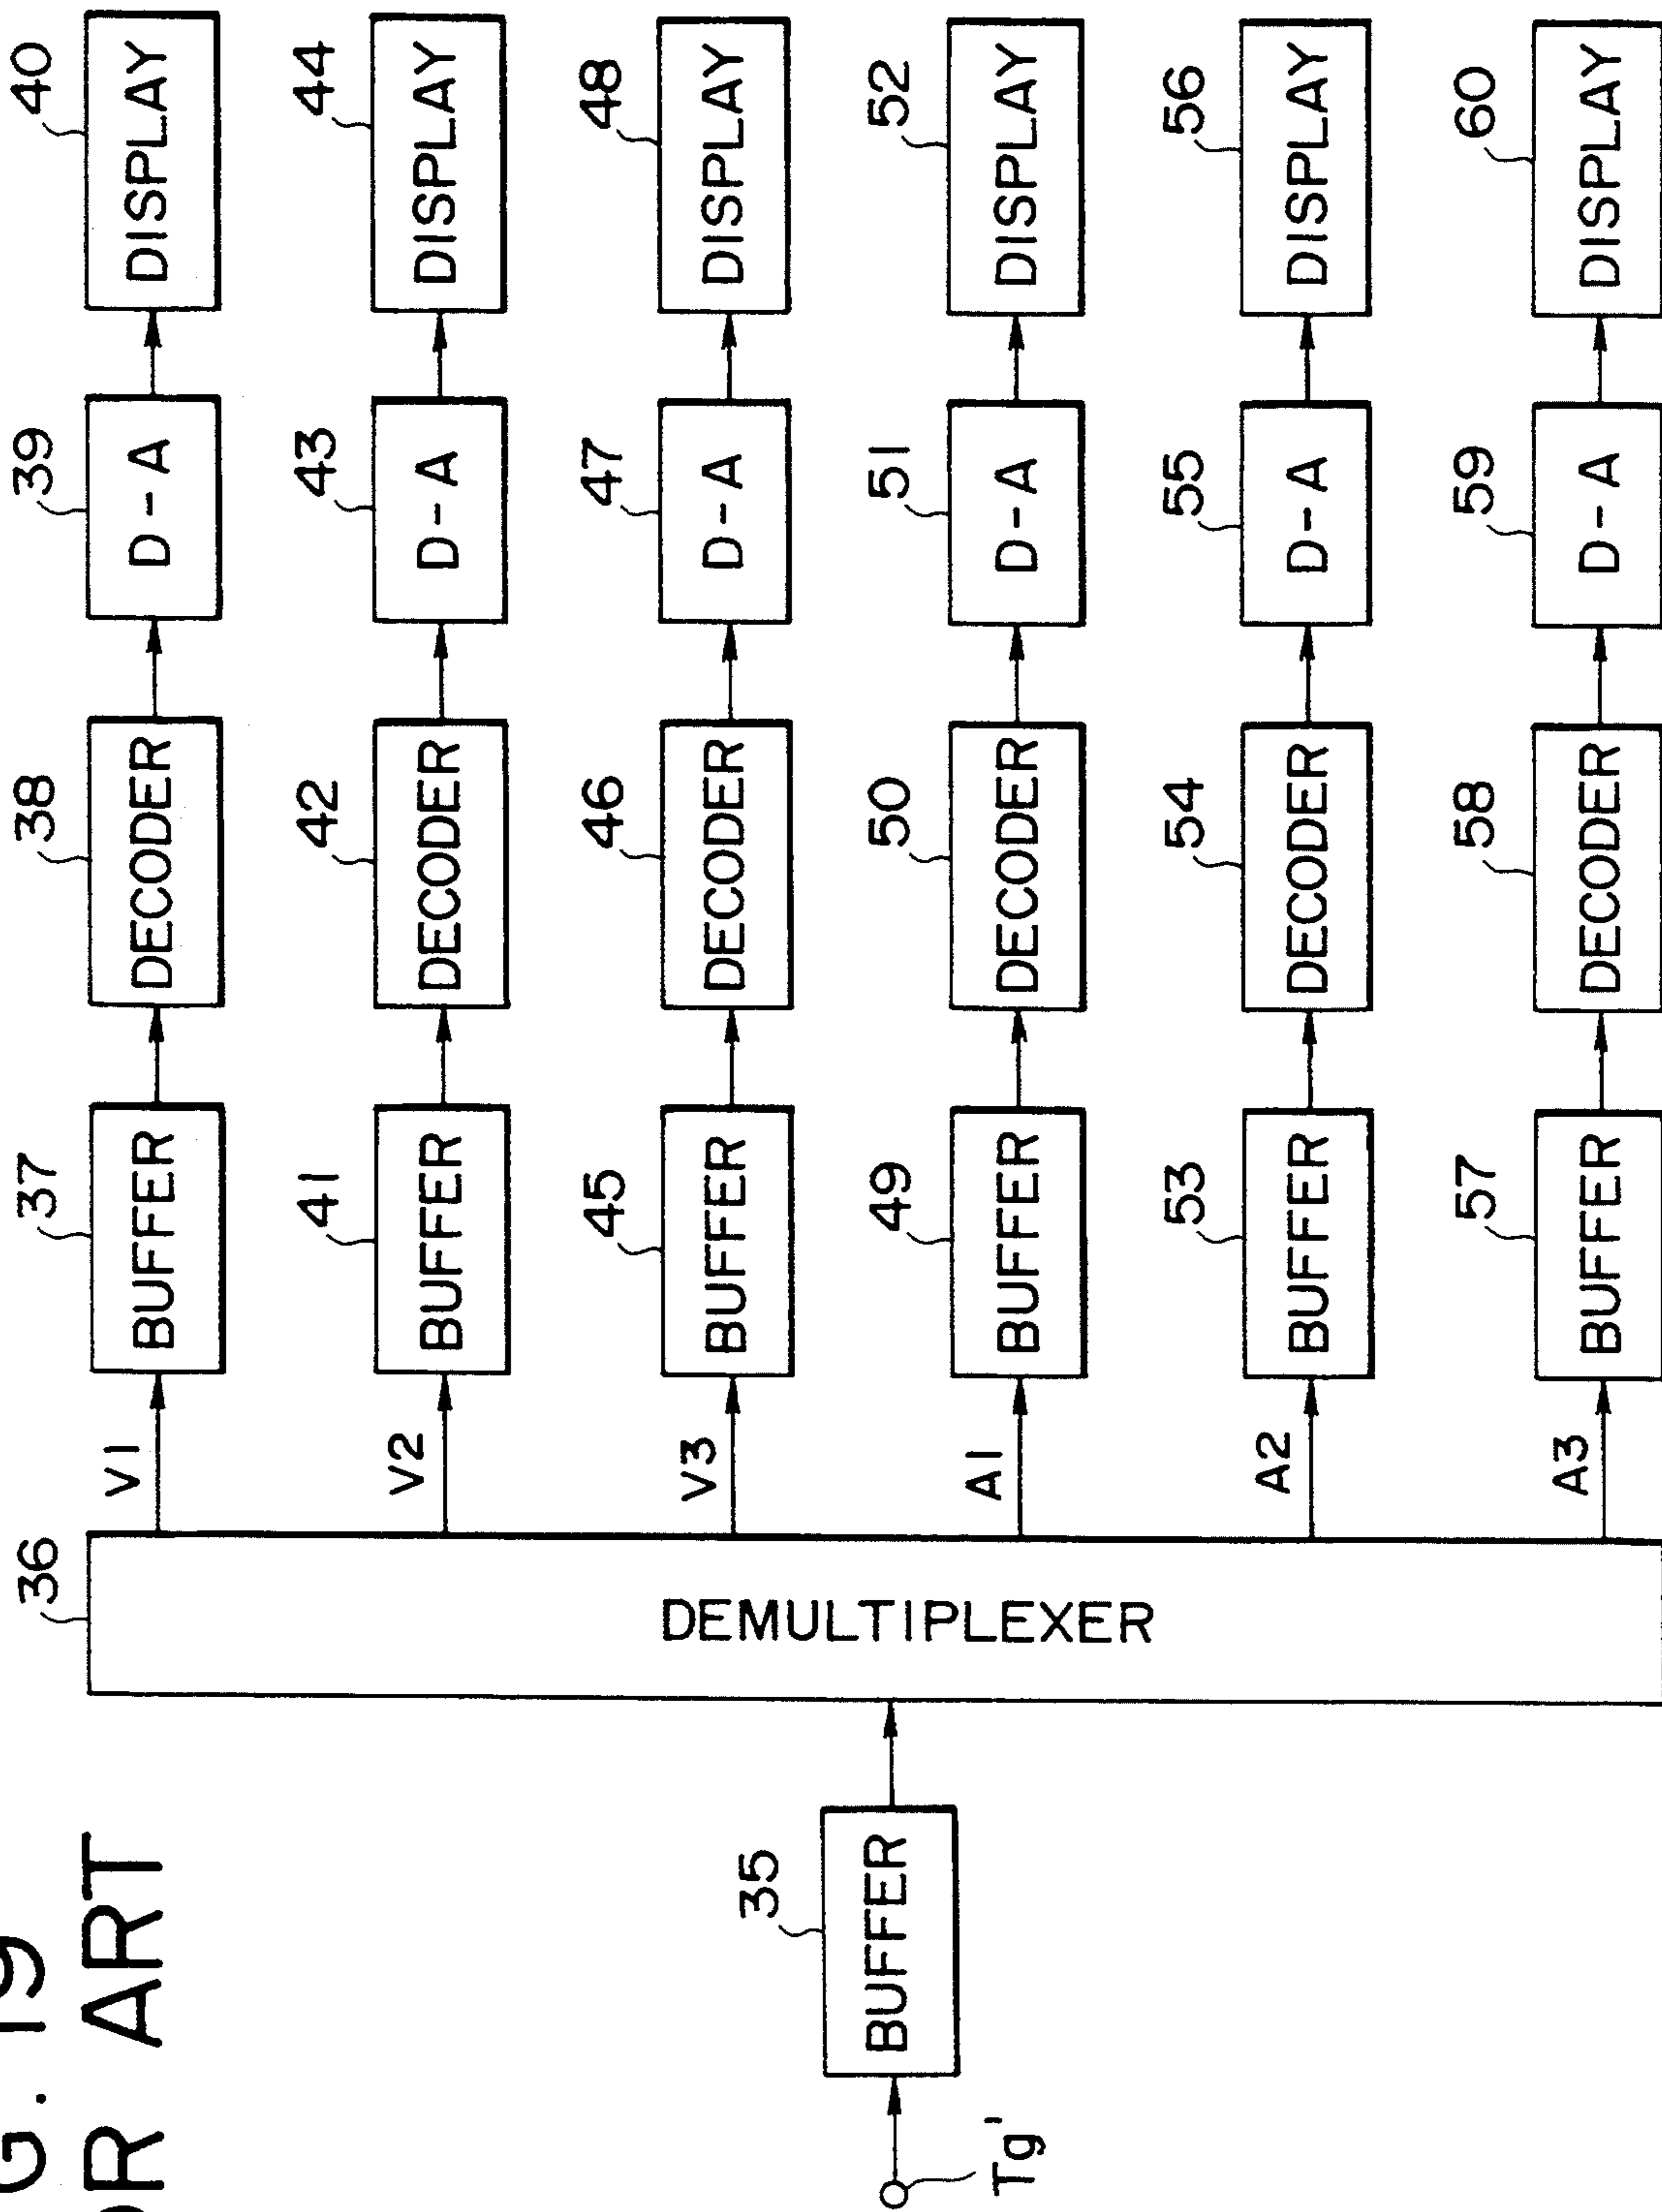 G. 19
R ART
36
37
38
39
40
V1
BUFFER
DECODER
D-A
DISPLAY
41
42
43
44
V2
BUFFER
DECODER
D-A
DISPLAY
45
46
47
48
V3
BUFFER
DECODER
D-A
DISPLAY
35
BUFFER
Tg'
DEMULTIPLEXER
49
50
51
52
A1
BUFFER
DECODER
D-A
DISPLAY
53
54
55
56
A2
BUFFER
DECODER
D-A
DISPLAY
57
58
59
60
A3
BUFFER
DECODER
D-A
DISPLAY